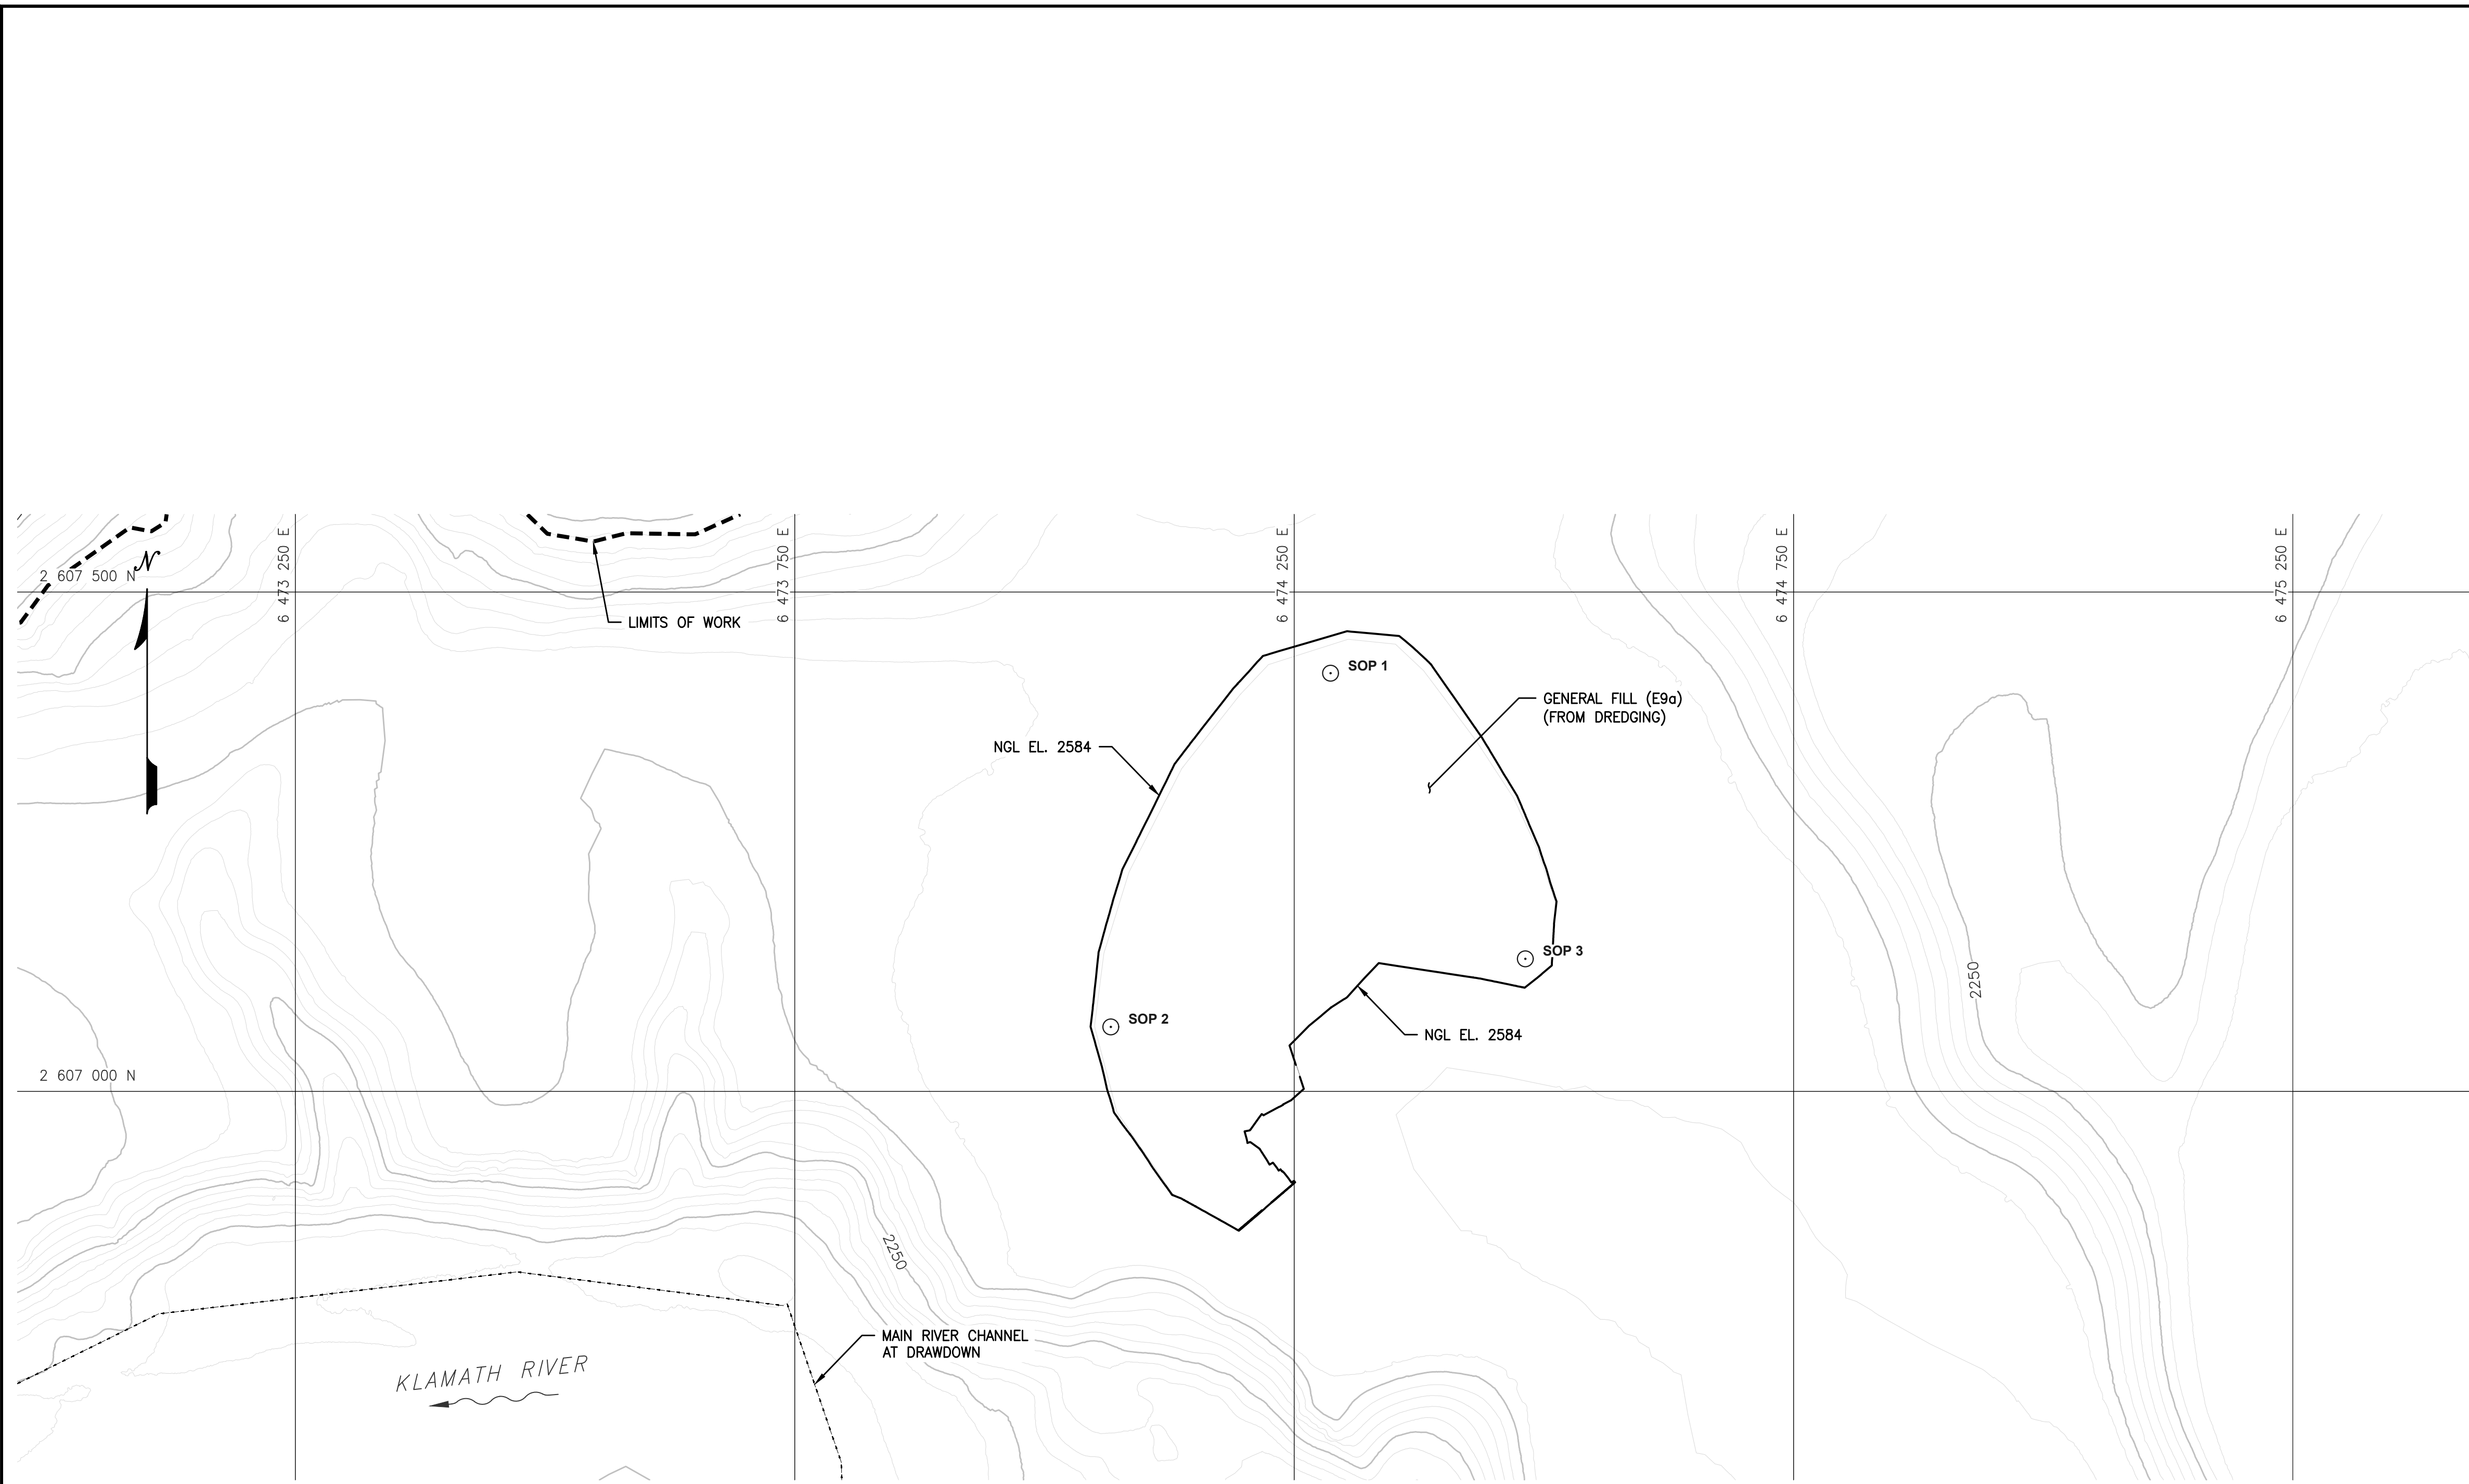 N
2 607 500 N
6 473 250 E
6 473 750 E
6 474 250 E
6 474 750 E
6 475 250 E
LIMITS OF WORK
SOP 1
GENERAL FILL (E9a)
(FROM DREDGING)
NGL EL. 2584
SOP 3
2250
SOP 2
NGL EL. 2584
2 607 000 N
2250
MAIN RIVER CHANNEL
AT DRAWDOWN
KLAMATH RIVER